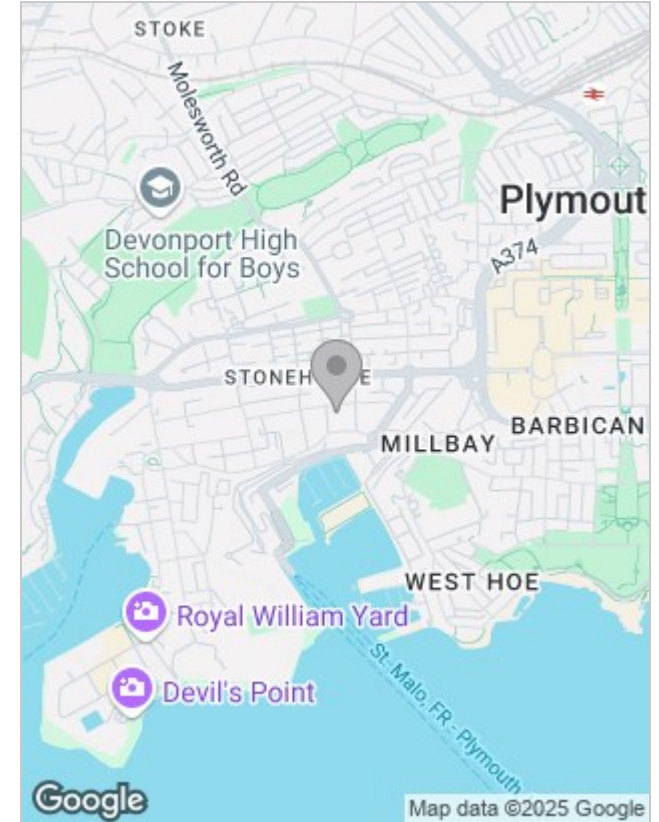 STOKE
Molesworth Rd
Plymout
Devonport High
School for Boys
A374
STONEH E
BARBICAN
MILLBAY
WEST HOE
Royal William Yard
St. Malo, FR - Plymouth
Devil's Point
Google
Map data ©2025 Google